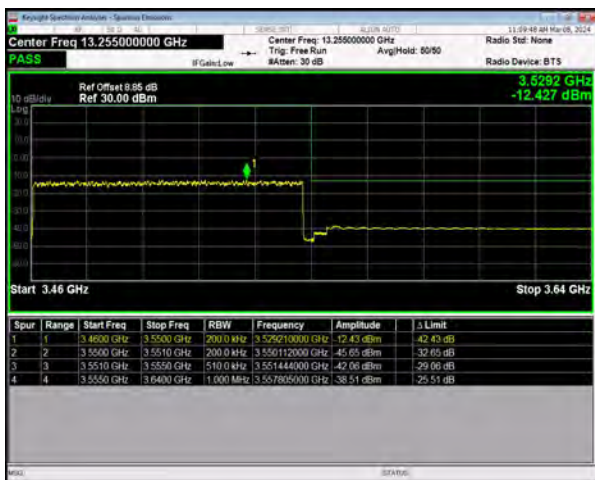 Keysight Spectrum Analyzer - Spurious Emissions
RF 50 Ω AC SENSE:INT ALIGN AUTO 11:09:48 AM Mar 08, 2024
Center Freq 13.255000000 GHz Center Freq: 13.255000000 GHz Radio Std: None
Trig: Free Run Avg|Hold: 50/50
PASS IFGain:Low #Atten: 30 dB Radio Device: BTS
3.5292 GHz
Ref Offset 8.85 dB
10 dB/div Ref 30.00 dBm -12.427 dBm
Log
1
Start 3.46 GHz Stop 3.64 GHz
Spur Range Start Freq Stop Freq RBW Frequency Amplitude Δ Limit
1 1 3.4600 GHz 3.5500 GHz 200.0 kHz 3.529210000 GHz -12.43 dBm -42.43 dB
2 2 3.5500 GHz 3.5510 GHz 200.0 kHz 3.550112000 GHz -45.65 dBm -32.65 dB
3 3 3.5510 GHz 3.5550 GHz 510.0 kHz 3.551444000 GHz -42.06 dBm -29.06 dB
4 4 3.5550 GHz 3.6400 GHz 1.000 MHz 3.557805000 GHz -38.51 dBm -25.51 dB
MSG STATUS